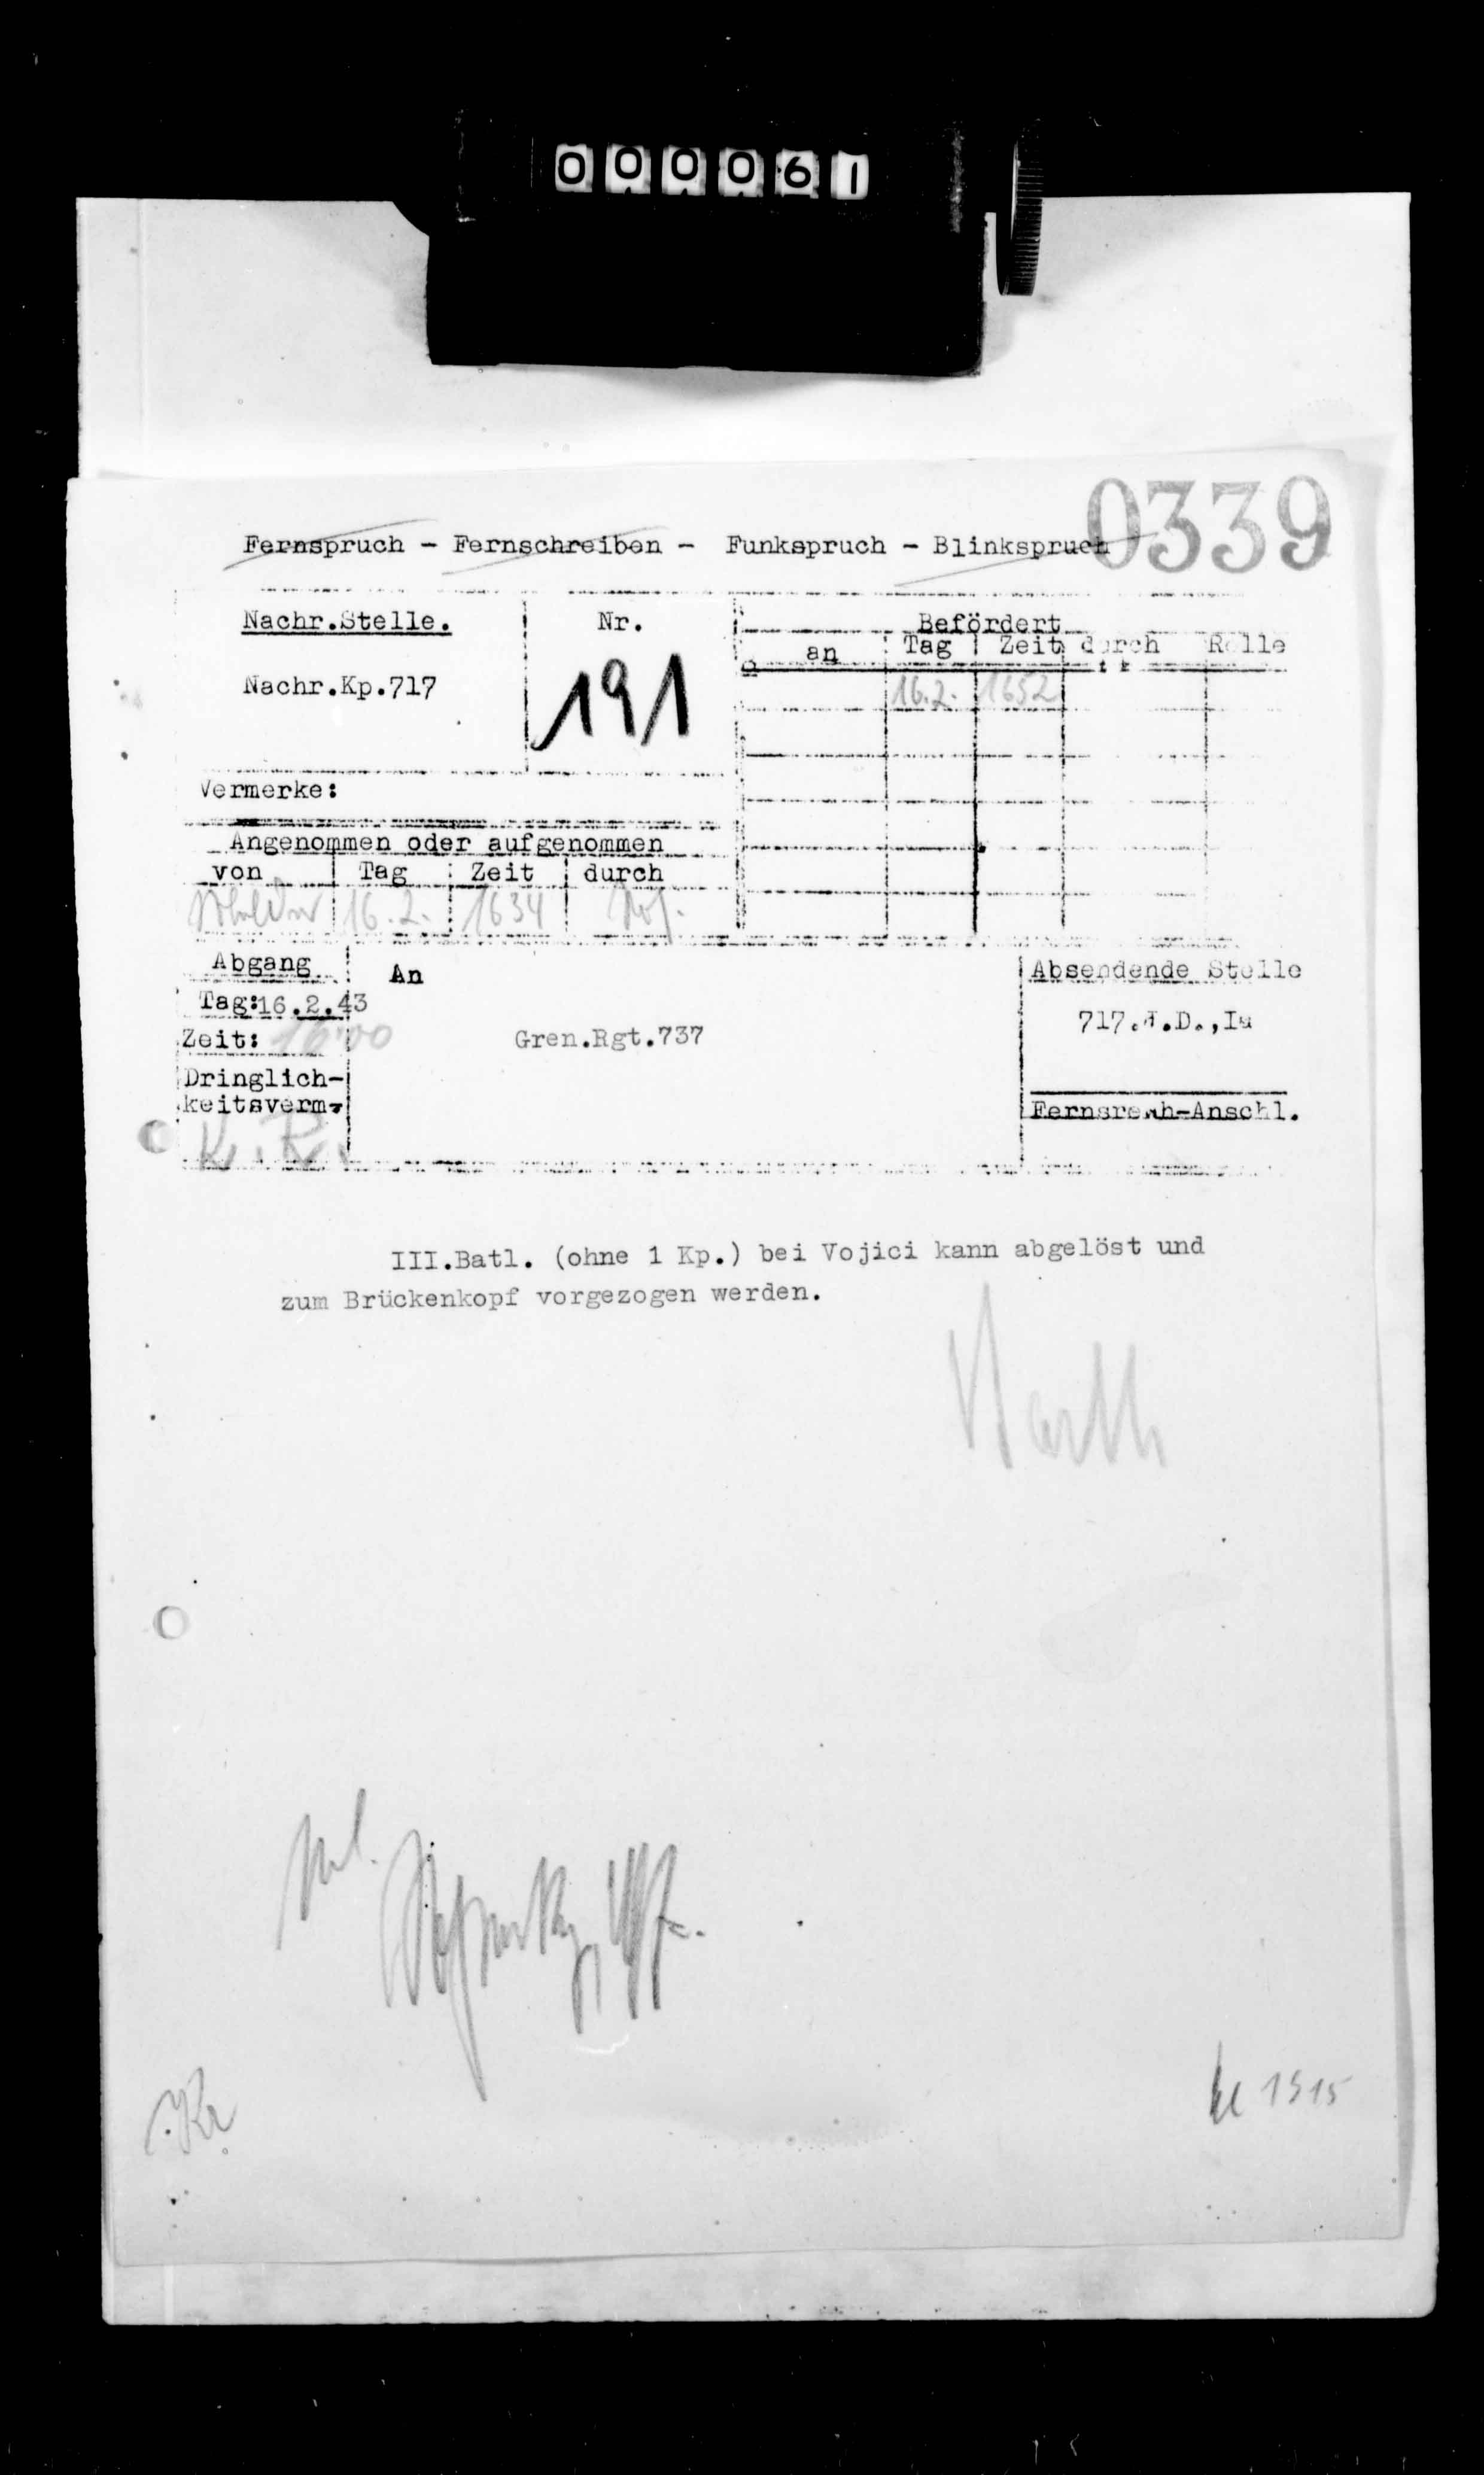 000061
0339
Fernspruch - Fernschreiben - Funkspruch - Blinkspruch
Nachr.Stelle. Nr. Befördert
an Tag Zeit durch Rolle
Nachr.Kp.717 191 16.2. 1652
Vermerke:
Angenommen oder aufgenommen
von Tag Zeit durch
16.2. 1634
Abgang An Absendende Stelle
Tag:16.2.43
717.I.D.,Ia
Zeit: 1600 Gren.Rgt.737
Dringlich-
keitsverm.
Fernspruch-Anschl.
K.R.
III.Batl. (ohne 1 Kp.) bei Vojici kann abgelöst und
zum Brückenkopf vorgezogen werden.
Kr
1515